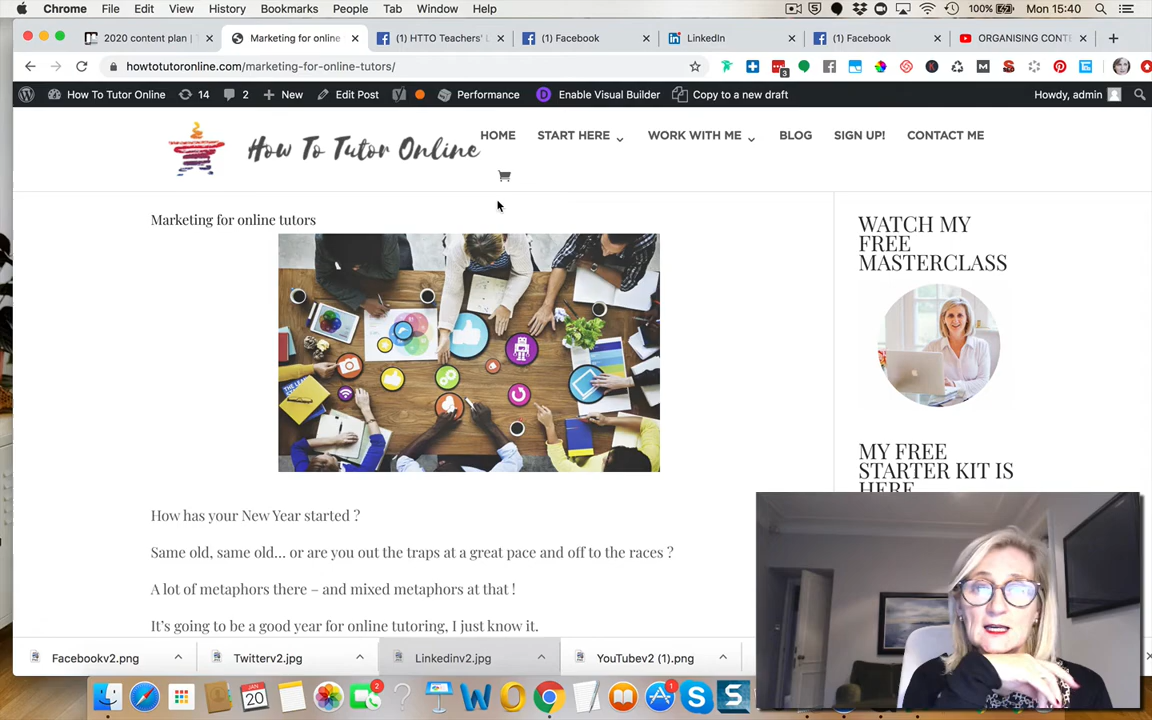 Chrome File Edit View History Bookmarks People Tab Window Help 100% Mon 15:40
2020 content plan | T Marketing for online (1) HTTO Teachers' L (1) Facebook LinkedIn (1) Facebook ORGANISING CONT
howtotutoronline.com/marketing-for-online-tutors/
How To Tutor Online 14 2 New Edit Post Performance Enable Visual Builder Copy to a new draft Howdy, admin
How To Tutor Online
HOME START HERE WORK WITH ME BLOG SIGN UP! CONTACT ME
Marketing for online tutors
How has your New Year started ?
Same old, same old… or are you out the traps at a great pace and off to the races ?
A lot of metaphors there – and mixed metaphors at that !
It's going to be a good year for online tutoring, I just know it.
WATCH MY
FREE
MASTERCLASS
MY FREE
STARTER KIT IS
HERE
Facebookv2.png Twitterv2.jpg Linkedinv2.jpg YouTubev2 (1).png
JAN
20
2
1